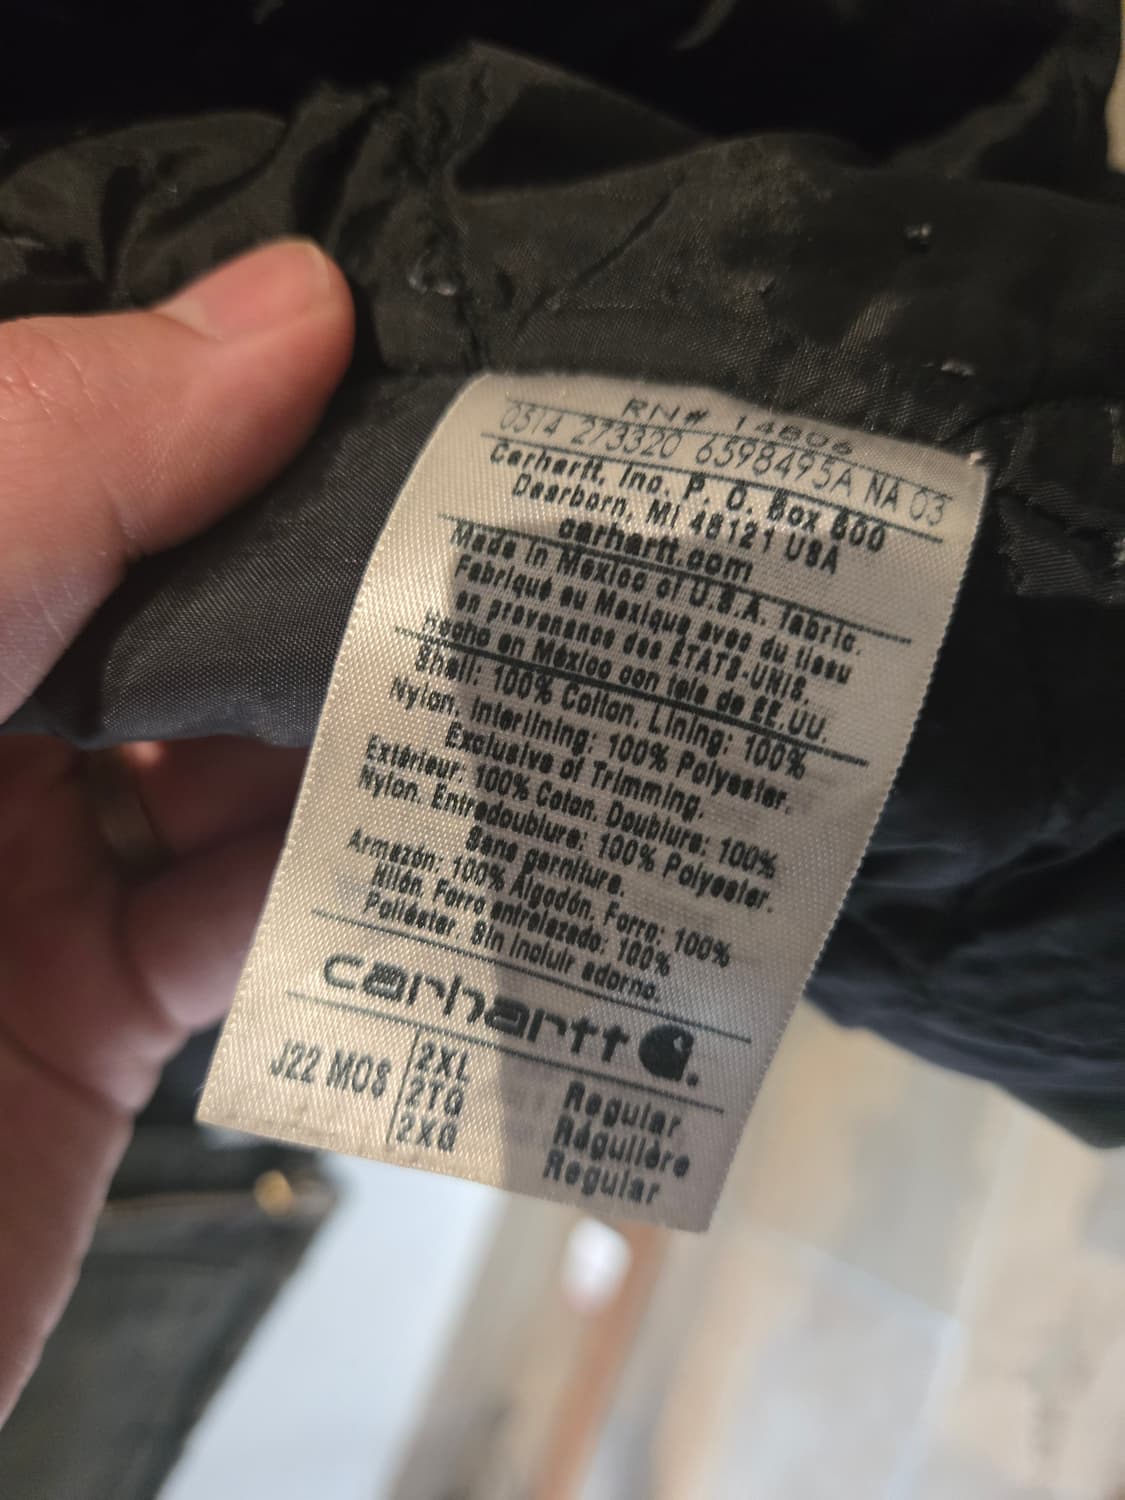 RN# 14806
0314 273320 6598495A NA 03
Carhartt, Inc. P. O. Box 600
Dearborn, MI 48121 USA
carhartt.com
Made in Mexico of U.S.A. fabric.
Fabriqué au Mexique avec du tissu
en provenance des ÉTATS-UNIS.
Hecho en México con tela de EE.UU.
Shell: 100% Cotton. Lining: 100%
Nylon. Interlining: 100% Polyester.
Exclusive of Trimming.
Extérieur: 100% Coton. Doublure: 100%
Nylon. Entredoublure: 100% Polyester.
Sans garniture.
Armazón: 100% Algodón. Forro: 100%
Nilón. Forro entrelazado: 100%
Poliéster. Sin incluir adorno.
carhartt
J22 MOS
2XL Regular
2TG Régulière
2XG Regular